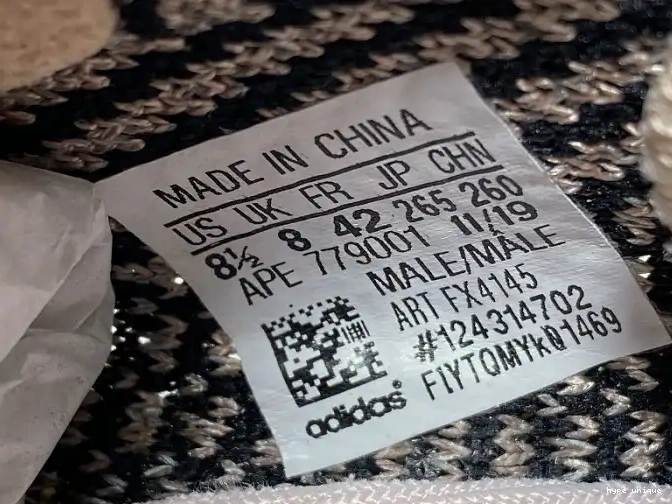 MADE IN CHINA
US UK FR JP CHN
8½ 8 42 265 260
APE 779001 11/19
MALE/MÂLE
ART FX4145
#124314702
FIYTQMYkN1469
adidas®
hype unique